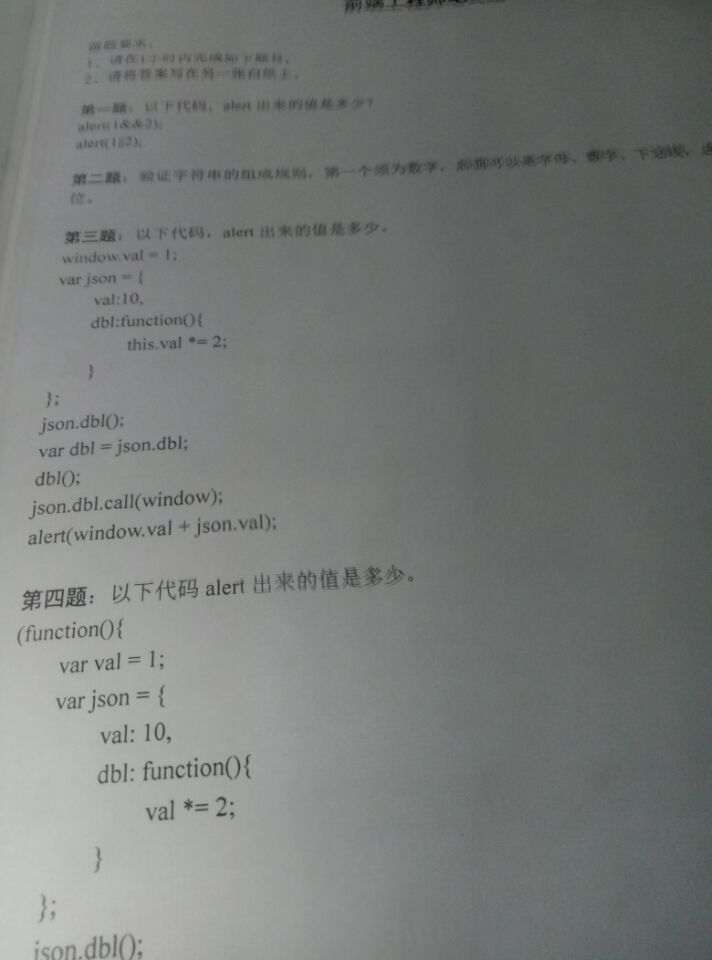 前端工程师
做题要求：
1、请在1小时内完成如下题目，
2、请将答案写在另一张白纸上。
第一题：以下代码，alert 出来的值是多少？
alert(1&&2);
alert(1||2);
第二题：验证字符串的组成规则，第一个须为数字，后面可以是字母、数字、下划线，
位。
第三题：以下代码，alert 出来的值是多少。
window.val = 1;
var json = {
val:10,
dbl:function(){
this.val *= 2;
}
};
json.dbl();
var dbl = json.dbl;
dbl();
json.dbl.call(window);
alert(window.val + json.val);
第四题：以下代码 alert 出来的值是多少。
(function(){
var val = 1;
var json = {
val: 10,
dbl: function(){
val *= 2;
}
};
json.dbl();